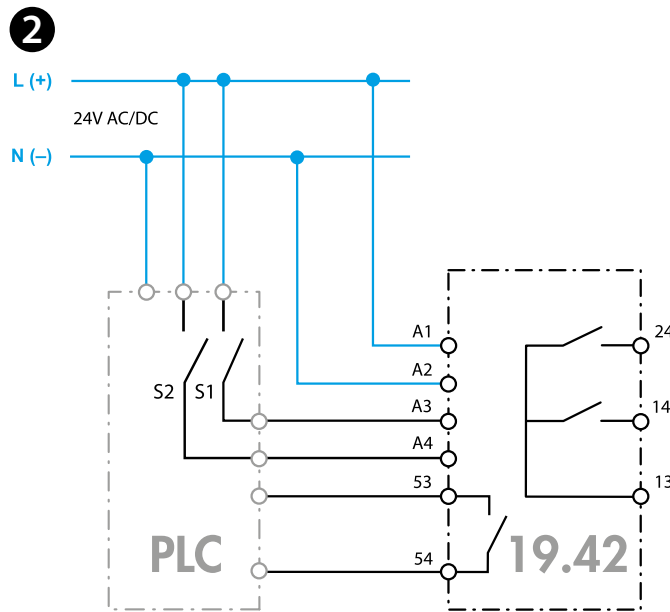 2
L (+)
24V AC/DC
N (–)
A1
24
A2
S2 S1
A3
14
A4
53
13
PLC
54
19.42